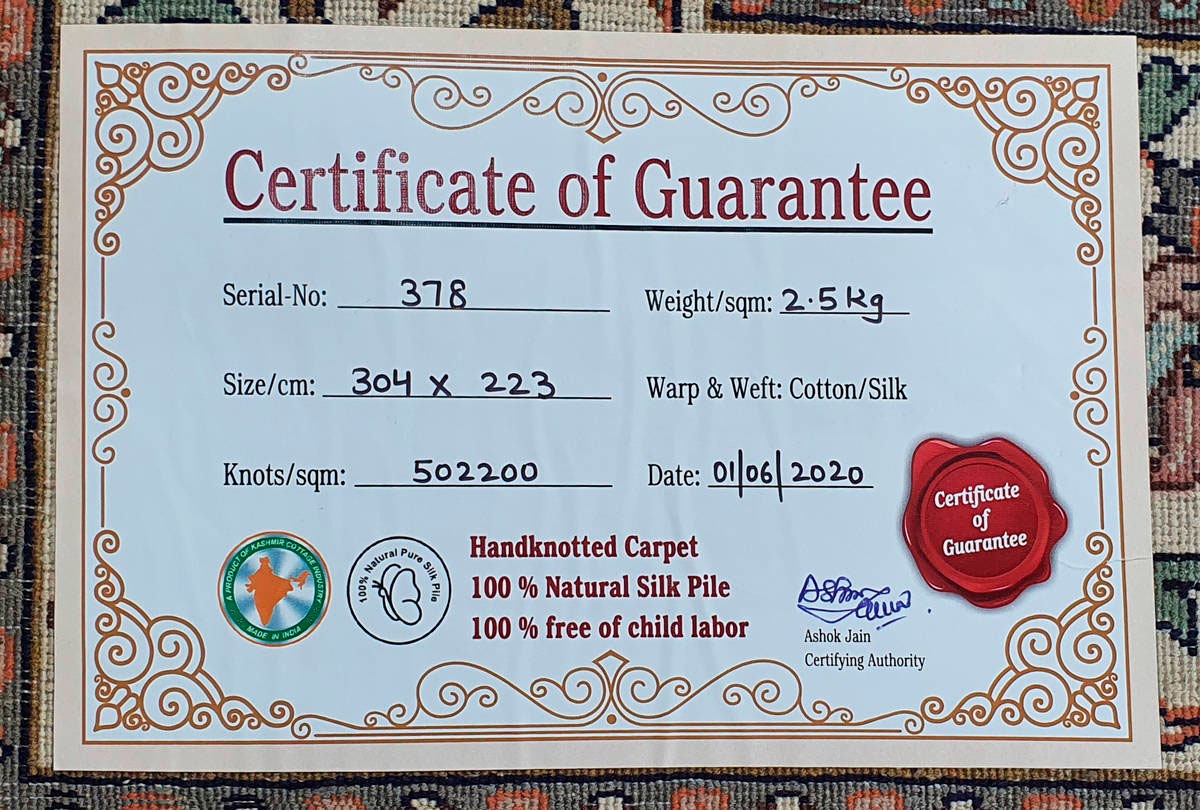 Certificate of Guarantee
Serial-No: 378
Weight/sqm: 2.5 kg
Size/cm: 304 x 223
Warp & Weft: Cotton/Silk
Knots/sqm: 502200
Date: 01/06/2020
Certificate
of
Guarantee
A PRODUCT OF KASHMIR COTTAGE INDUSTRY
MADE IN INDIA
100% Natural Pure Silk Pile
Handknotted Carpet
100 % Natural Silk Pile
100 % free of child labor
Ashok Jain
Certifying Authority